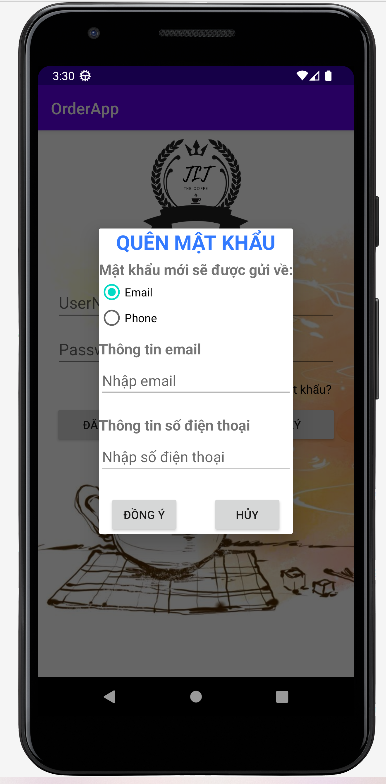 3:30
OrderApp
JLT
QUÊN MẬT KHẨU
Mật khẩu mới sẽ được gửi về:
Email
UserN
Phone
Thông tin email
Passw
Nhập email
t khẩu?
Thông tin số điện thoại
ĐĂ
Ý
Nhập số điện thoại
ĐỒNG Ý
HỦY